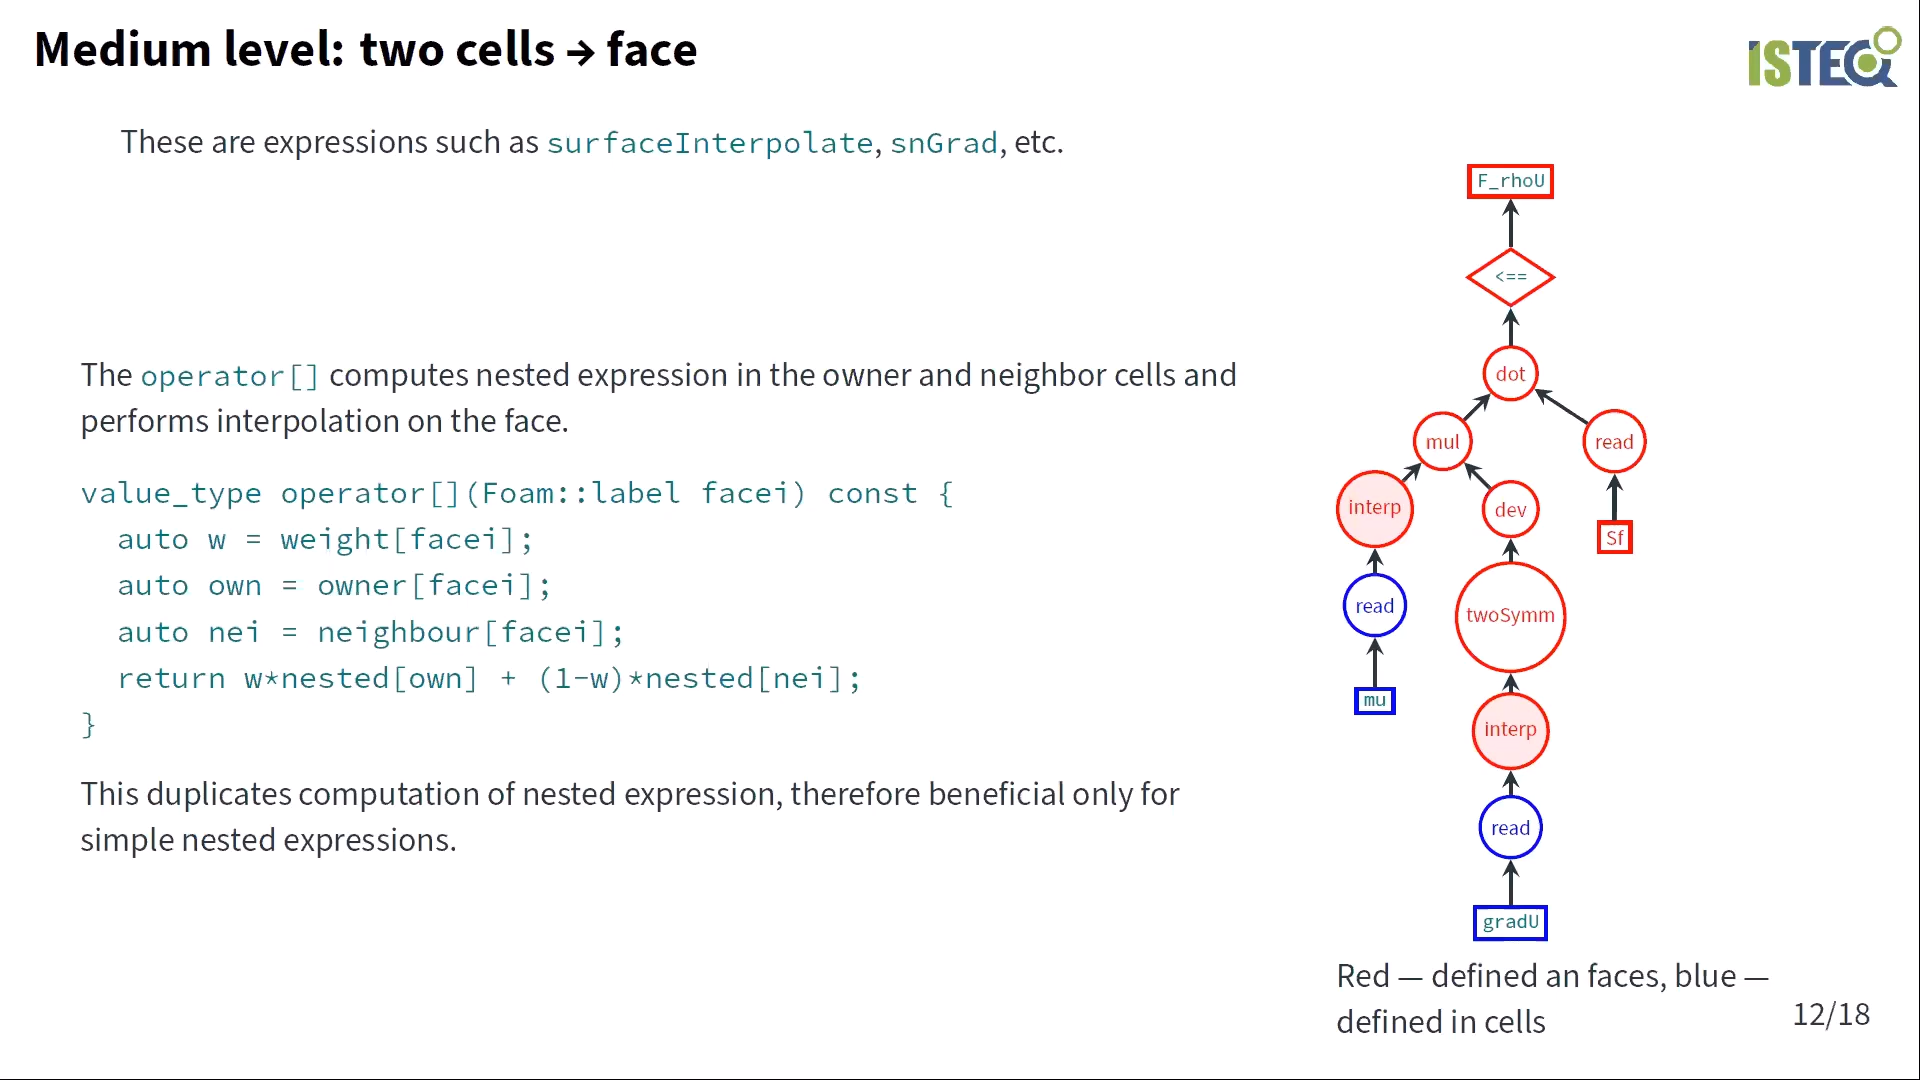 Medium level: two cells → face
ISTEQ
These are expressions such as surfaceInterpolate, snGrad, etc.
The operator[] computes nested expression in the owner and neighbor cells and
performs interpolation on the face.
value_type operator[](Foam::label facei) const {
  auto w = weight[facei];
  auto own = owner[facei];
  auto nei = neighbour[facei];
  return w*nested[own] + (1-w)*nested[nei];
}
This duplicates computation of nested expression, therefore beneficial only for
simple nested expressions.
F_rhoU
<==
dot
mul
read
interp
dev
Sf
read
twoSymm
mu
interp
read
gradU
Red — defined an faces, blue —
defined in cells
12/18